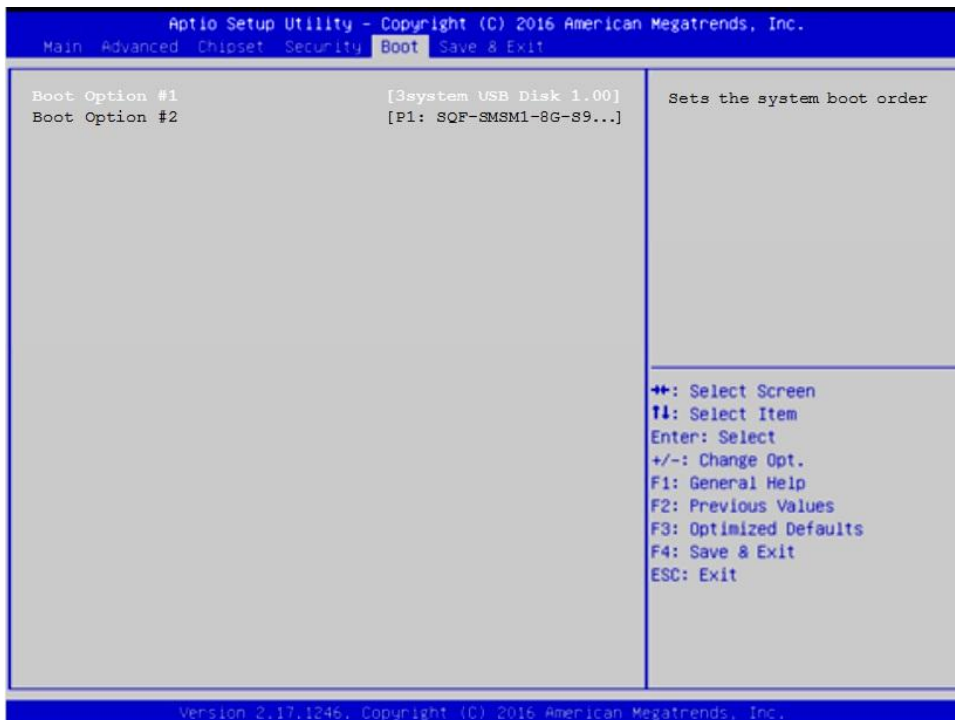 Aptio Setup Utility - Copyright (C) 2016 American Megatrends, Inc.
Main Advanced Chipset Security Boot Save & Exit
Boot Option #1 [3system USB Disk 1.00]
Boot Option #2 [P1: SQF-SMSM1-8G-S9...]
Sets the system boot order
→←: Select Screen
↑↓: Select Item
Enter: Select
+/-: Change Opt.
F1: General Help
F2: Previous Values
F3: Optimized Defaults
F4: Save & Exit
ESC: Exit
Version 2.17.1246. Copyright (C) 2016 American Megatrends, Inc.